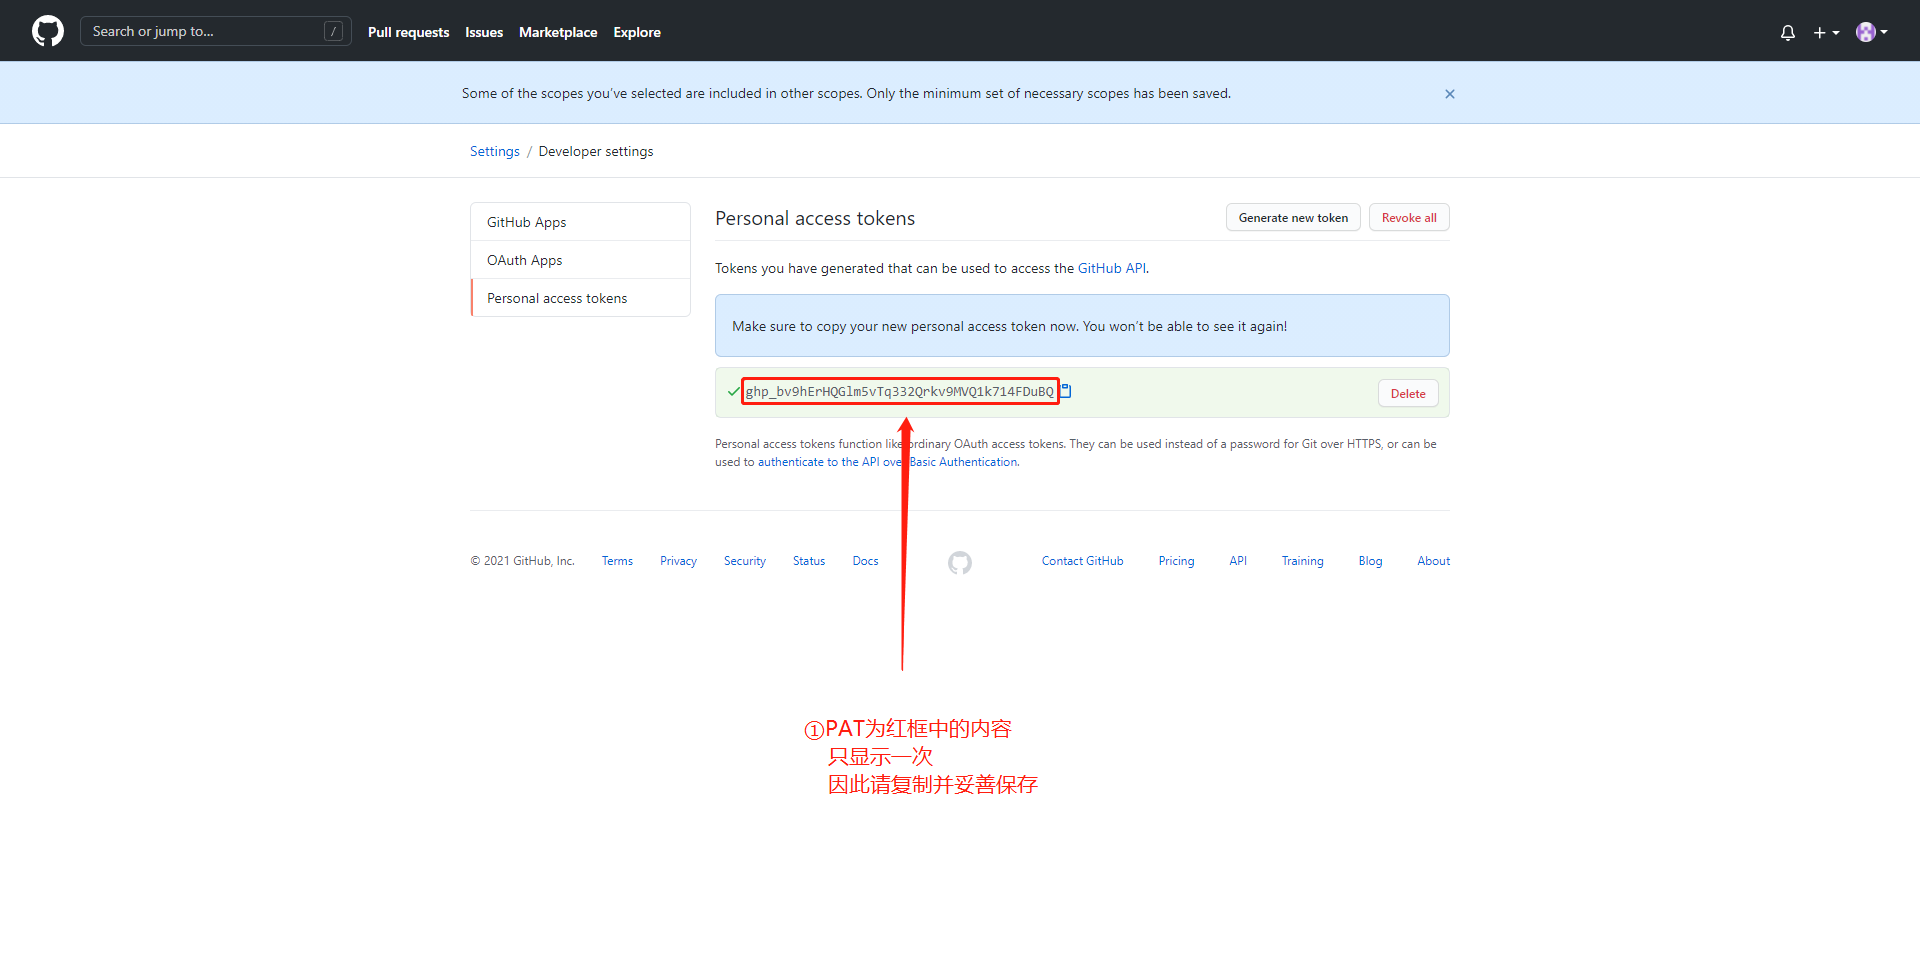 Search or jump to... /
Pull requests
Issues
Marketplace
Explore
Some of the scopes you've selected are included in other scopes. Only the minimum set of necessary scopes has been saved.
Settings / Developer settings
GitHub Apps
OAuth Apps
Personal access tokens
Personal access tokens
Generate new token
Revoke all
Tokens you have generated that can be used to access the GitHub API.
Make sure to copy your new personal access token now. You won't be able to see it again!
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
Delete
Personal access tokens function like ordinary OAuth access tokens. They can be used instead of a password for Git over HTTPS, or can be
used to authenticate to the API over Basic Authentication.
© 2021 GitHub, Inc.
Terms
Privacy
Security
Status
Docs
Contact GitHub
Pricing
API
Training
Blog
About
①PAT为红框中的内容
只显示一次
因此请复制并妥善保存